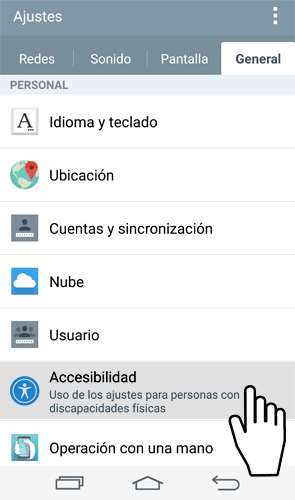 Ajustes
Redes
Sonido
Pantalla
General
PERSONAL
Idioma y teclado
Ubicación
Cuentas y sincronización
Nube
Usuario
Accesibilidad
Uso de los ajustes para personas con
discapacidades físicas
Operación con una mano